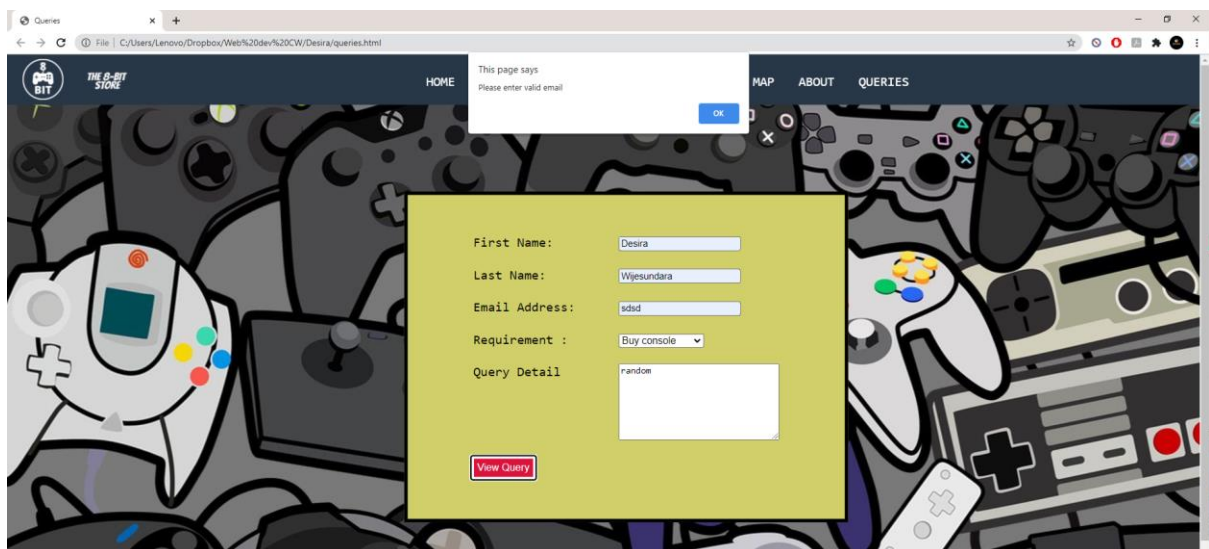 Queries
File | C:/Users/Lenovo/Dropbox/Web%20dev%20CW/Desira/queries.html
8
BIT
THE 8-BIT
STORE
HOME
MAP
ABOUT
QUERIES
This page says
Please enter valid email
OK
First Name:
Desira
Last Name:
Wijesundara
Email Address:
sdsd
Requirement :
Buy console
Query Detail
random
View Query